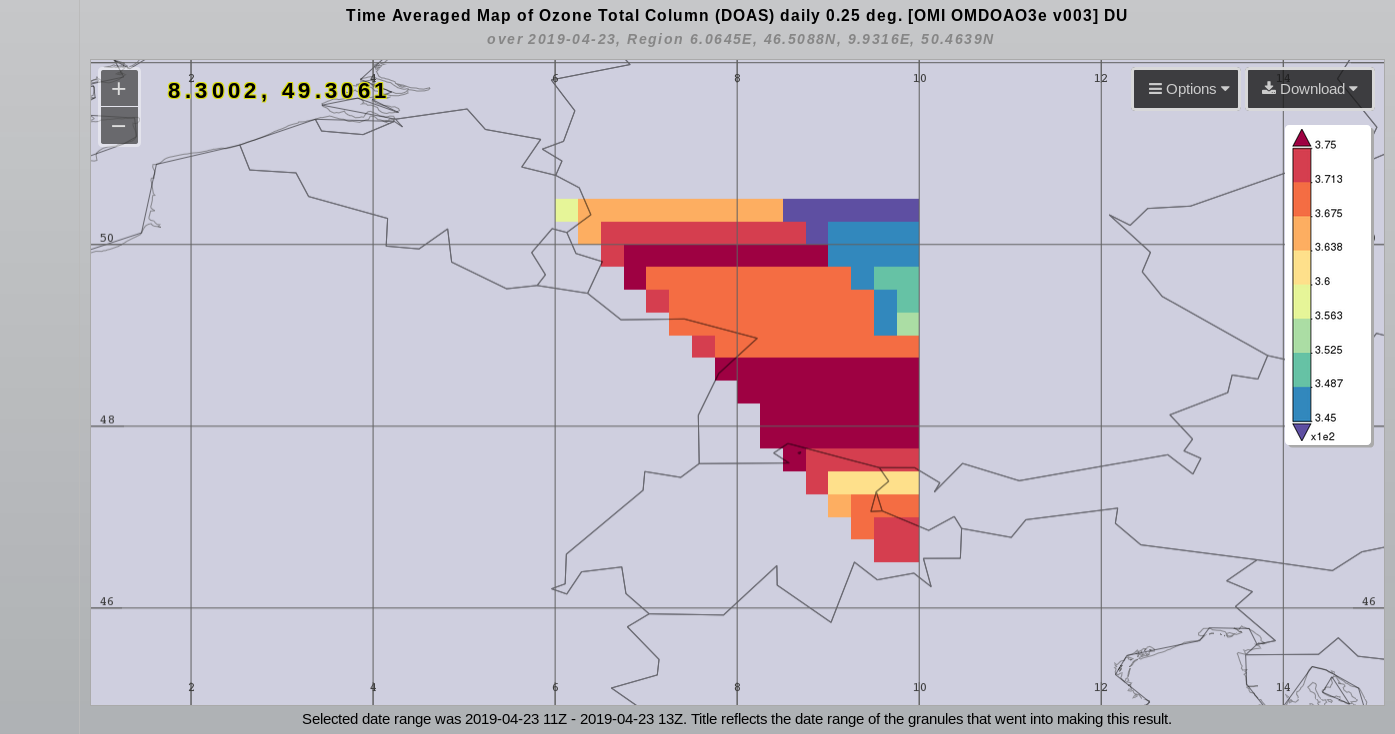 Time Averaged Map of Ozone Total Column (DOAS) daily 0.25 deg. [OMI OMDOAO3e v003] DU
over 2019-04-23, Region 6.0645E, 46.5088N, 9.9316E, 50.4639N
2 4 6 8 10 12 14
+
8.3002, 49.3061
Options
Download
−
3.75
3.713
3.675
3.638
3.6
3.563
3.525
3.487
3.45
x1e2
50
48
46 46
2 4 6 8 10 12 14
Selected date range was 2019-04-23 11Z - 2019-04-23 13Z. Title reflects the date range of the granules that went into making this result.